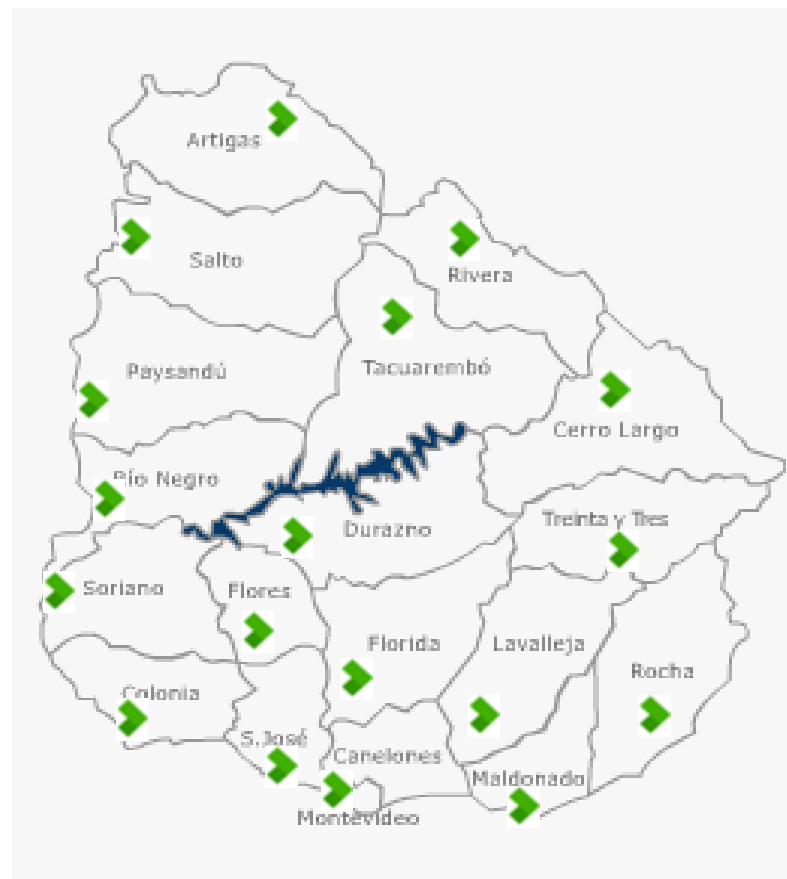 Artigas
Salto
Rivera
Paysandú
Tacuarembó
Cerro Largo
Río Negro
Treinta y Tres
Durazno
Soriano
Flores
Florida
Lavalleja
Rocha
Colonia
S.José
Canelones
Maldonado
Montevideo